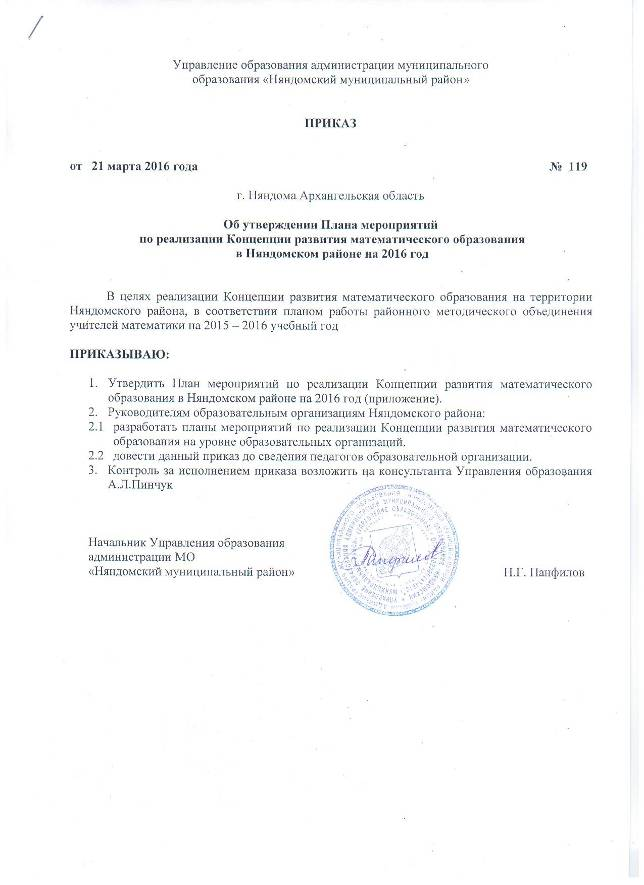 Управление образования администрации муниципального
образования «Няндомский муниципальный район»
ПРИКАЗ
от 21 марта 2016 года № 119
г. Няндома Архангельская область
Об утверждении Плана мероприятий
по реализации Концепции развития математического образования
в Няндомском районе на 2016 год
В целях реализации Концепции развития математического образования на территории
Няндомского района, в соответствии планом работы районного методического объединения
учителей математики на 2015 – 2016 учебный год
ПРИКАЗЫВАЮ:
1. Утвердить План мероприятий по реализации Концепции развития математического
образования в Няндомском районе на 2016 год (приложение).
2. Руководителям образовательным организациям Няндомского района:
2.1 разработать планы мероприятий по реализации Концепции развития математического
образования на уровне образовательных организаций.
2.2 довести данный приказ до сведения педагогов образовательной организации.
3. Контроль за исполнением приказа возложить на консультанта Управления образования
А.Л.Пинчук
Начальник Управления образования
администрации МО
«Няндомский муниципальный район» Н.Г. Панфилов